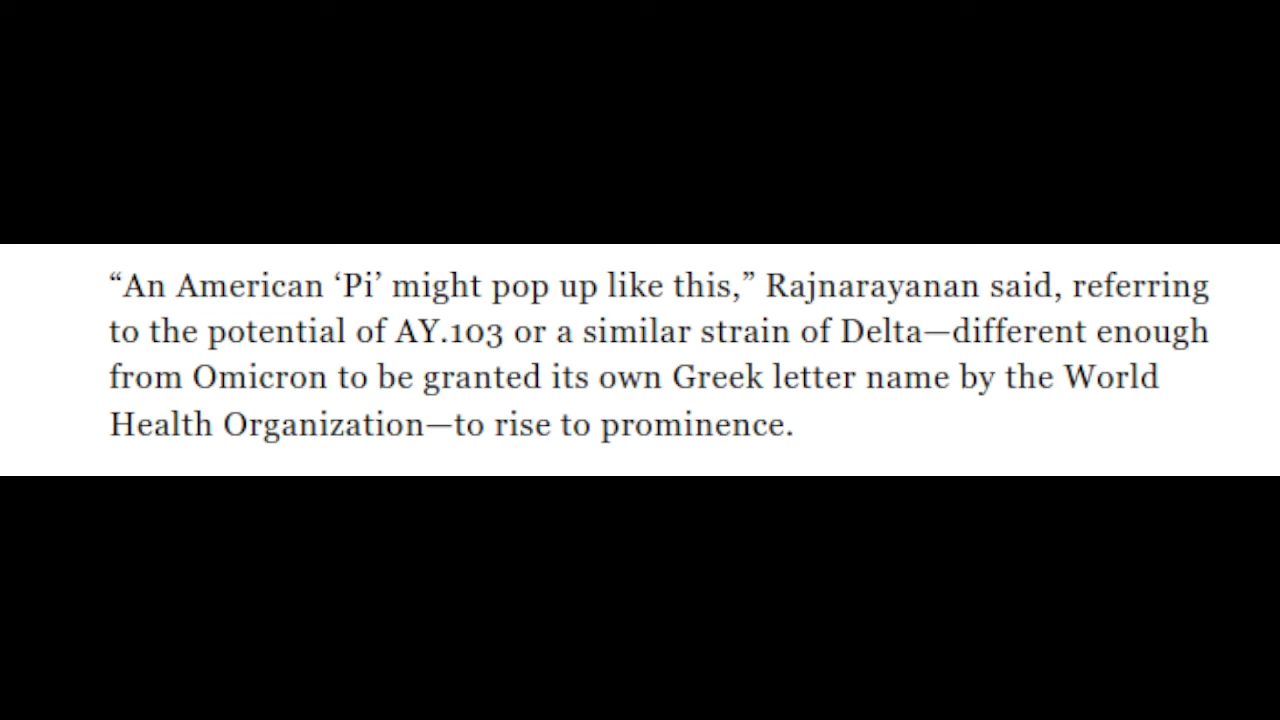 “An American ‘Pi’ might pop up like this,” Rajnarayanan said, referring
to the potential of AY.103 or a similar strain of Delta—different enough
from Omicron to be granted its own Greek letter name by the World
Health Organization—to rise to prominence.